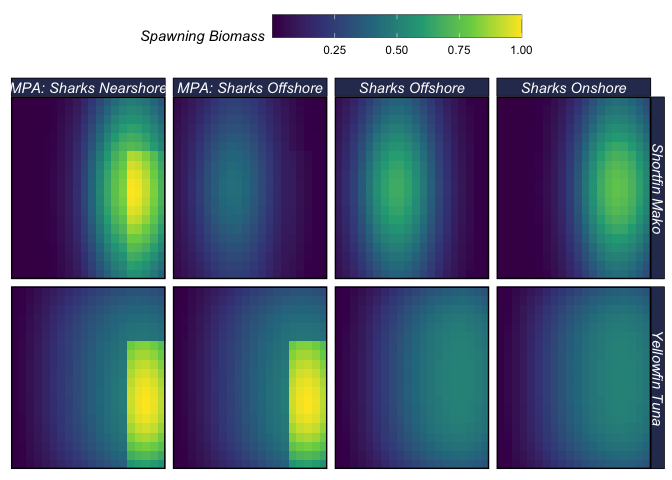 Spawning Biomass
0.25 0.50 0.75 1.00
MPA: Sharks Nearshore MPA: Sharks Offshore Sharks Offshore Sharks Onshore
Shortfin Mako
Yellowfin Tuna